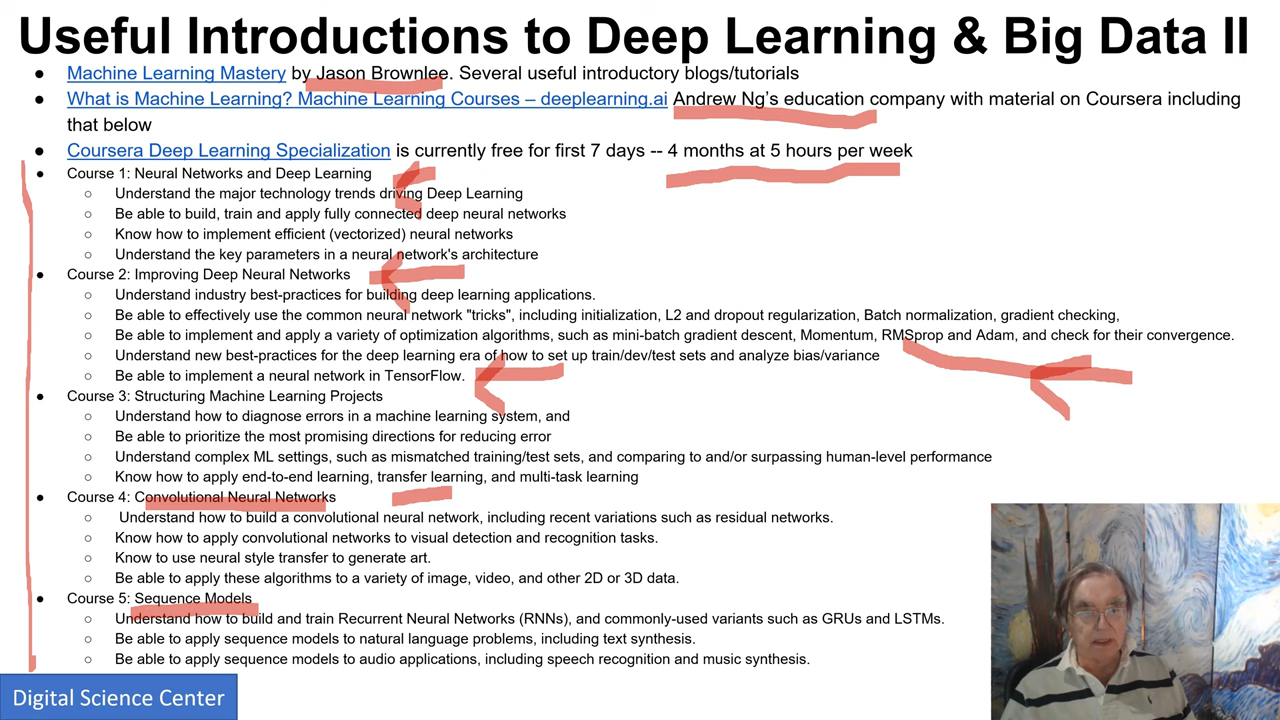 Useful Introductions to Deep Learning & Big Data II
● Machine Learning Mastery by Jason Brownlee. Several useful introductory blogs/tutorials
● What is Machine Learning? Machine Learning Courses – deeplearning.ai Andrew Ng's education company with material on Coursera including
that below
● Coursera Deep Learning Specialization is currently free for first 7 days -- 4 months at 5 hours per week
● Course 1: Neural Networks and Deep Learning
○ Understand the major technology trends driving Deep Learning
○ Be able to build, train and apply fully connected deep neural networks
○ Know how to implement efficient (vectorized) neural networks
○ Understand the key parameters in a neural network's architecture
● Course 2: Improving Deep Neural Networks
○ Understand industry best-practices for building deep learning applications.
○ Be able to effectively use the common neural network "tricks", including initialization, L2 and dropout regularization, Batch normalization, gradient checking,
○ Be able to implement and apply a variety of optimization algorithms, such as mini-batch gradient descent, Momentum, RMSprop and Adam, and check for their convergence.
○ Understand new best-practices for the deep learning era of how to set up train/dev/test sets and analyze bias/variance
○ Be able to implement a neural network in TensorFlow.
● Course 3: Structuring Machine Learning Projects
○ Understand how to diagnose errors in a machine learning system, and
○ Be able to prioritize the most promising directions for reducing error
○ Understand complex ML settings, such as mismatched training/test sets, and comparing to and/or surpassing human-level performance
○ Know how to apply end-to-end learning, transfer learning, and multi-task learning
● Course 4: Convolutional Neural Networks
○ Understand how to build a convolutional neural network, including recent variations such as residual networks.
○ Know how to apply convolutional networks to visual detection and recognition tasks.
○ Know to use neural style transfer to generate art.
○ Be able to apply these algorithms to a variety of image, video, and other 2D or 3D data.
● Course 5: Sequence Models
○ Understand how to build and train Recurrent Neural Networks (RNNs), and commonly-used variants such as GRUs and LSTMs.
○ Be able to apply sequence models to natural language problems, including text synthesis.
○ Be able to apply sequence models to audio applications, including speech recognition and music synthesis.
Digital Science Center